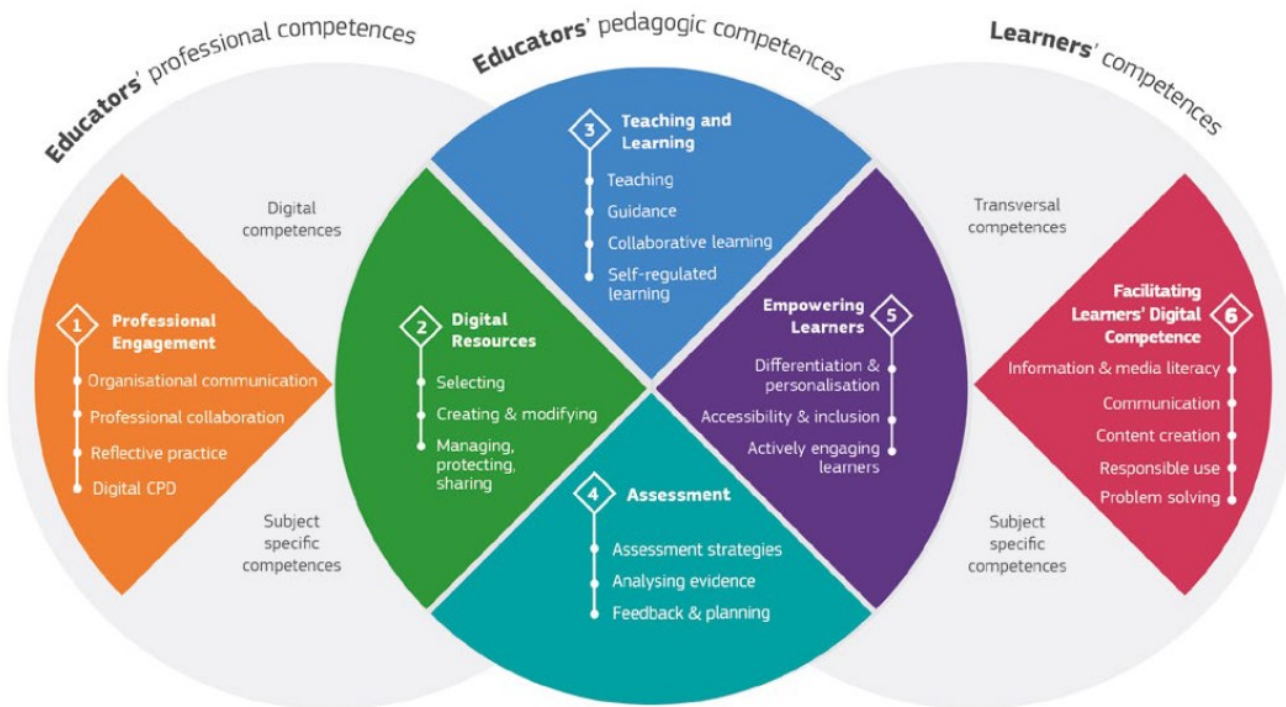 Educators' professional competences
Educators' pedagogic competences
Learners' competences
Digital
competences
Subject
specific
competences
1
Professional
Engagement
Organisational communication
Professional collaboration
Reflective practice
Digital CPD
2
Digital
Resources
Selecting
Creating & modifying
Managing,
protecting,
sharing
3
Teaching and
Learning
Teaching
Guidance
Collaborative learning
Self-regulated
learning
4
Assessment
Assessment strategies
Analysing evidence
Feedback & planning
Empowering
Learners
5
Differentiation &
personalisation
Accessibility & inclusion
Actively engaging
learners
Transversal
competences
Subject
specific
competences
Facilitating
Learners' Digital
Competence
6
Information & media literacy
Communication
Content creation
Responsible use
Problem solving